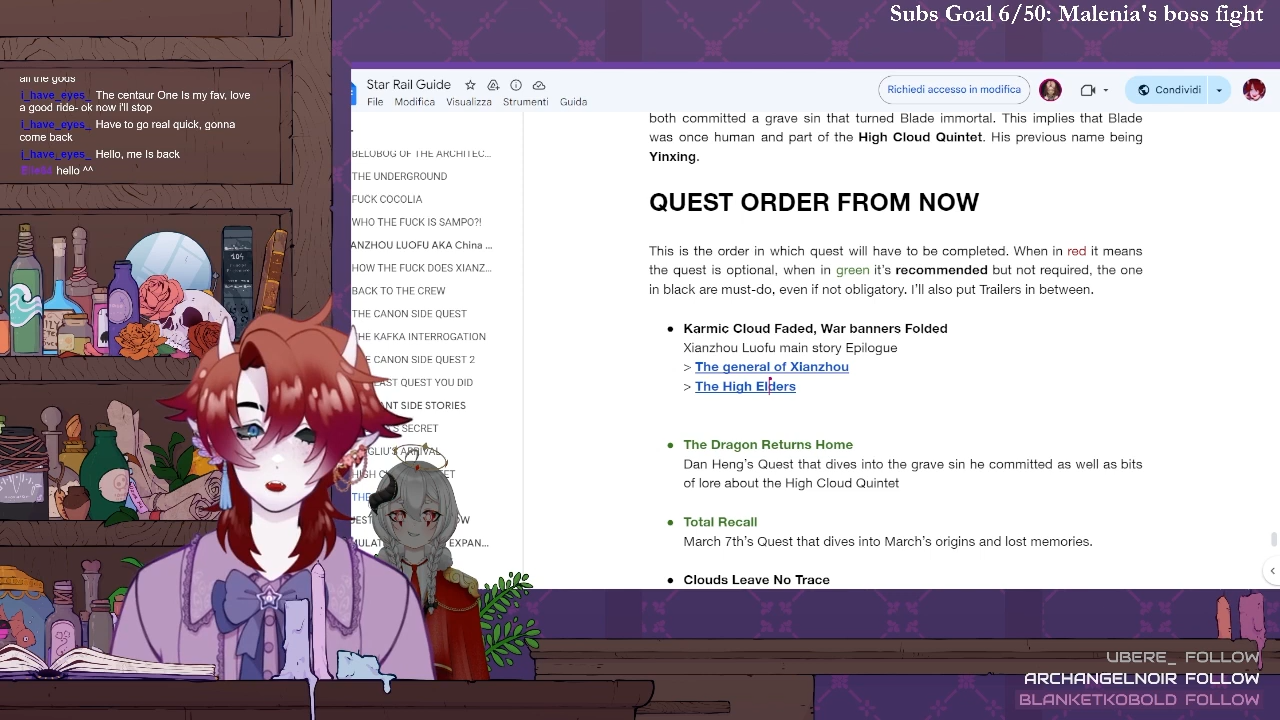 Subs Goal 6/50: Malenia's boss fight
all the gods
i_have_eyes_ The centaur One Is my fav, love
a good ride- ok now i'll stop
i_have_eyes_ Have to go real quick, gonna
come back
i_have_eyes_ Hello, me Is back
hello ^^
Star Rail Guide
File Modifica Visualizza Strumenti Guida
Richiedi accesso in modifica
Condividi
BELOBOG OF THE ARCHITEC...
THE UNDERGROUND
FUCK COCOLIA
WHO THE FUCK IS SAMPO?!
ANZHOU LUOFU AKA China ...
HOW THE FUCK DOES XIANZ...
BACK TO THE CREW
THE CANON SIDE QUEST
HE KAFKA INTERROGATION
E CANON SIDE QUEST 2
AST QUEST YOU DID
ANT SIDE STORIES
S SECRET
GLIU'S ARRIVAL
HIGH C
ET
THE
EST
OW
MULAT
EXPAN...
both committed a grave sin that turned Blade immortal. This implies that Blade
was once human and part of the High Cloud Quintet. His previous name being
Yinxing.
QUEST ORDER FROM NOW
This is the order in which quest will have to be completed. When in red it means
the quest is optional, when in green it's recommended but not required, the one
in black are must-do, even if not obligatory. I'll also put Trailers in between.
● Karmic Cloud Faded, War banners Folded
Xianzhou Luofu main story Epilogue
> The general of Xianzhou
> The High Elders
● The Dragon Returns Home
Dan Heng's Quest that dives into the grave sin he committed as well as bits
of lore about the High Cloud Quintet
● Total Recall
March 7th's Quest that dives into March's origins and lost memories.
● Clouds Leave No Trace
UBERE_ FOLLOW
ARCHANGELNOIR FOLLOW
BLANKETKOBOLD FOLLOW